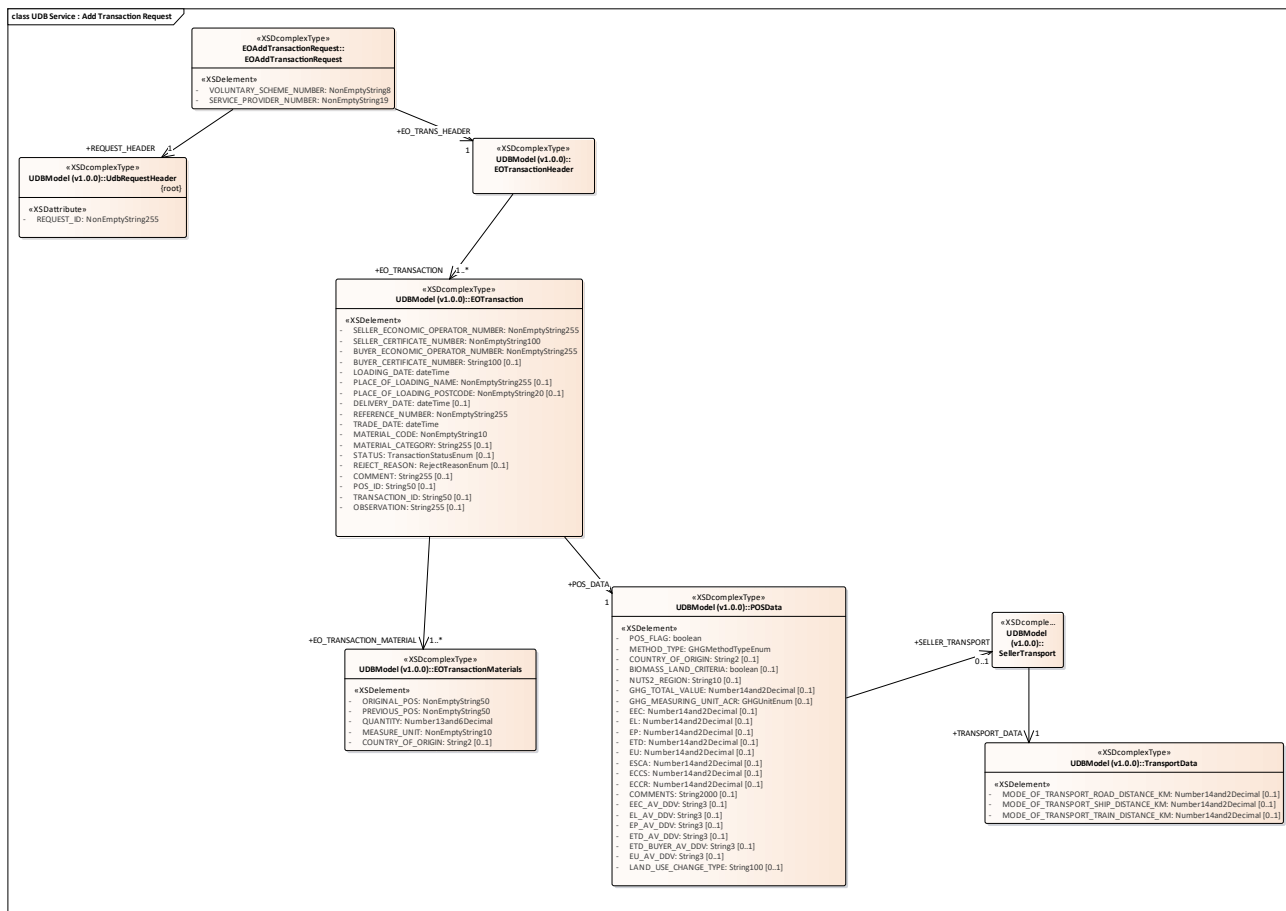 class UDB Service : Add Transaction Request
«XSDcomplexType»
EOAddTransactionRequest::
EOAddTransactionRequest
«XSDelement»
- VOLUNTARY_SCHEME_NUMBER: NonEmptyString8
- SERVICE_PROVIDER_NUMBER: NonEmptyString19
+REQUEST_HEADER
1
+EO_TRANS_HEADER
1
«XSDcomplexType»
UDBModel (v1.0.0)::UdbRequestHeader
{root}
«XSDattribute»
- REQUEST_ID: NonEmptyString255
«XSDcomplexType»
UDBModel (v1.0.0)::
EOTransactionHeader
+EO_TRANSACTION
1..*
«XSDcomplexType»
UDBModel (v1.0.0)::EOTransaction
«XSDelement»
- SELLER_ECONOMIC_OPERATOR_NUMBER: NonEmptyString255
- SELLER_CERTIFICATE_NUMBER: NonEmptyString100
- BUYER_ECONOMIC_OPERATOR_NUMBER: NonEmptyString255
- BUYER_CERTIFICATE_NUMBER: String100 [0..1]
- LOADING_DATE: dateTime
- PLACE_OF_LOADING_NAME: NonEmptyString255 [0..1]
- PLACE_OF_LOADING_POSTCODE: NonEmptyString20 [0..1]
- DELIVERY_DATE: dateTime [0..1]
- REFERENCE_NUMBER: NonEmptyString255
- TRADE_DATE: dateTime
- MATERIAL_CODE: NonEmptyString10
- MATERIAL_CATEGORY: String255 [0..1]
- STATUS: TransactionStatusEnum [0..1]
- REJECT_REASON: RejectReasonEnum [0..1]
- COMMENT: String255 [0..1]
- POS_ID: String50 [0..1]
- TRANSACTION_ID: String50 [0..1]
- OBSERVATION: String255 [0..1]
+EO_TRANSACTION_MATERIAL
1..*
«XSDcomplexType»
UDBModel (v1.0.0)::EOTransactionMaterials
«XSDelement»
- ORIGINAL_POS: NonEmptyString50
- PREVIOUS_POS: NonEmptyString50
- QUANTITY: Number13and6Decimal
- MEASURE_UNIT: NonEmptyString10
- COUNTRY_OF_ORIGIN: String2 [0..1]
+POS_DATA
1
«XSDcomplexType»
UDBModel (v1.0.0)::POSData
«XSDelement»
- POS_FLAG: boolean
- METHOD_TYPE: GHGMethodTypeEnum
- COUNTRY_OF_ORIGIN: String2 [0..1]
- BIOMASS_LAND_CRITERIA: boolean [0..1]
- NUTS2_REGION: String10 [0..1]
- GHG_TOTAL_VALUE: Number14and2Decimal [0..1]
- GHG_MEASURING_UNIT_ACR: GHGUnitEnum [0..1]
- EEC: Number14and2Decimal [0..1]
- EL: Number14and2Decimal [0..1]
- EP: Number14and2Decimal [0..1]
- ETD: Number14and2Decimal [0..1]
- EU: Number14and2Decimal [0..1]
- ESCA: Number14and2Decimal [0..1]
- ECCS: Number14and2Decimal [0..1]
- ECCR: Number14and2Decimal [0..1]
- COMMENTS: String2000 [0..1]
- EEC_AV_DDV: String3 [0..1]
- EL_AV_DDV: String3 [0..1]
- EP_AV_DDV: String3 [0..1]
- ETD_AV_DDV: String3 [0..1]
- ETD_BUYER_AV_DDV: String3 [0..1]
- EU_AV_DDV: String3 [0..1]
- LAND_USE_CHANGE_TYPE: String100 [0..1]
+SELLER_TRANSPORT
0..1
«XSDcomple...
UDBModel
(v1.0.0)::
SellerTransport
+TRANSPORT_DATA
1
«XSDcomplexType»
UDBModel (v1.0.0)::TransportData
«XSDelement»
- MODE_OF_TRANSPORT_ROAD_DISTANCE_KM: Number14and2Decimal [0..1]
- MODE_OF_TRANSPORT_SHIP_DISTANCE_KM: Number14and2Decimal [0..1]
- MODE_OF_TRANSPORT_TRAIN_DISTANCE_KM: Number14and2Decimal [0..1]